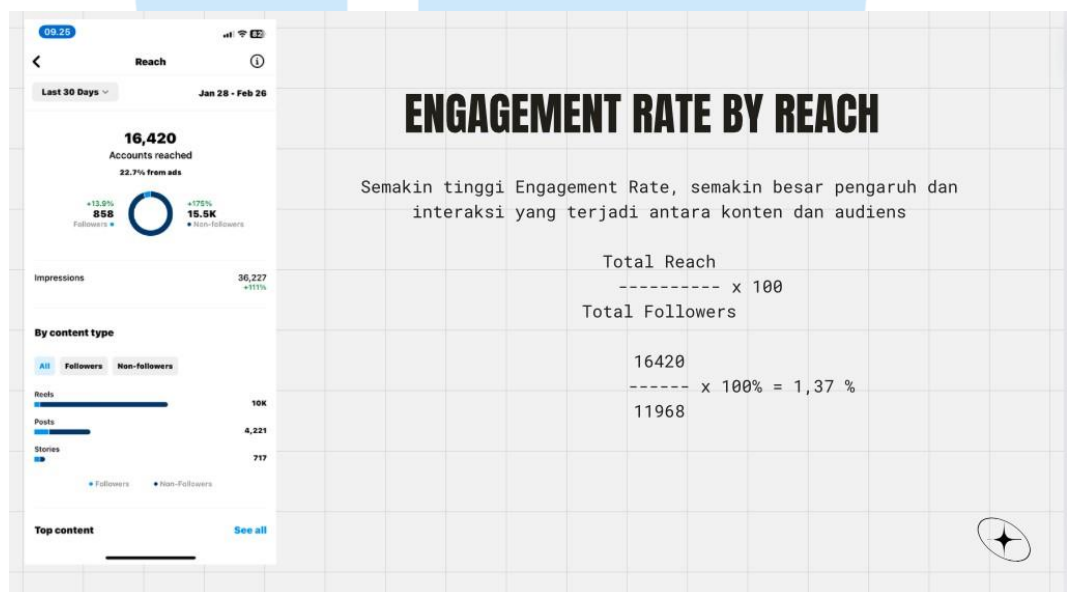 09.25
82
Reach
Last 30 Days
Jan 28 - Feb 26
16,420
Accounts reached
22.7% from ads
+13.9%
858
Followers
+175%
15.5K
Non-followers
Impressions
36,227
+111%
By content type
All Followers Non-followers
Reels
10K
Posts
4,221
Stories
717
Followers Non-Followers
Top content
See all
ENGAGEMENT RATE BY REACH
Semakin tinggi Engagement Rate, semakin besar pengaruh dan
interaksi yang terjadi antara konten dan audiens
Total Reach
---------- x 100
Total Followers
16420
------ x 100% = 1,37 %
11968